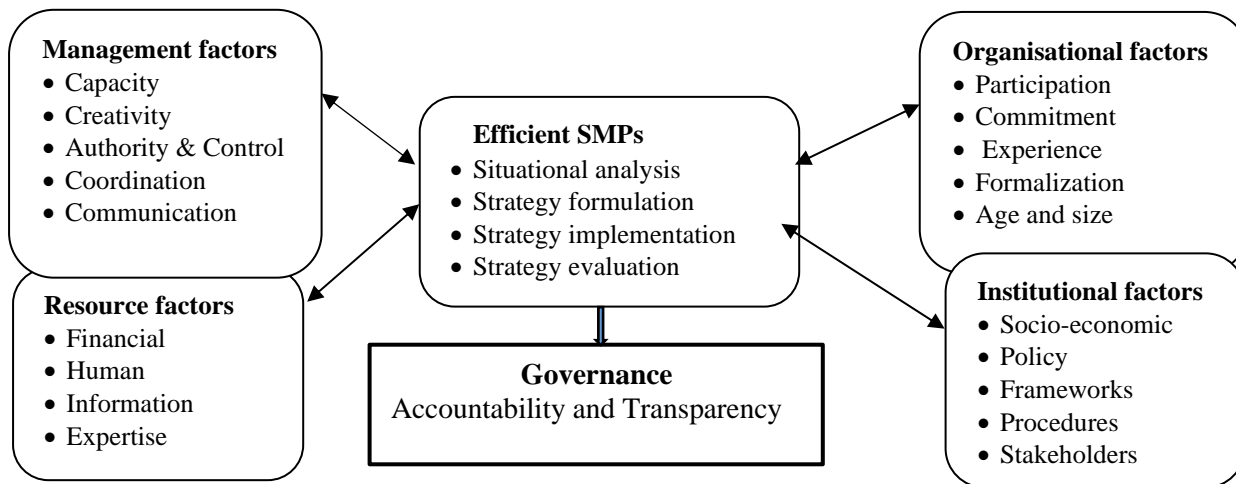 Management factors
• Capacity
• Creativity
• Authority & Control
• Coordination
• Communication
Resource factors
• Financial
• Human
• Information
• Expertise
Efficient SMPs
• Situational analysis
• Strategy formulation
• Strategy implementation
• Strategy evaluation
Governance
Accountability and Transparency
Organisational factors
• Participation
• Commitment
• Experience
• Formalization
• Age and size
Institutional factors
• Socio-economic
• Policy
• Frameworks
• Procedures
• Stakeholders